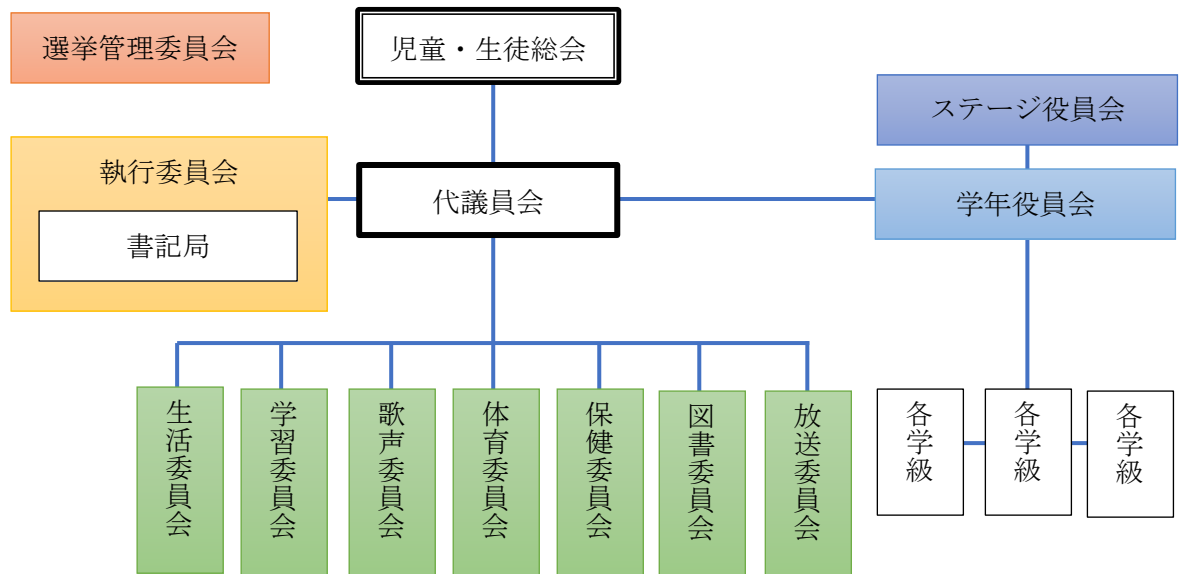 選挙管理委員会
児童・生徒総会
ステージ役員会
執行委員会
代議員会
学年役員会
書記局
生活委員会
学習委員会
歌声委員会
体育委員会
保健委員会
図書委員会
放送委員会
各学級
各学級
各学級